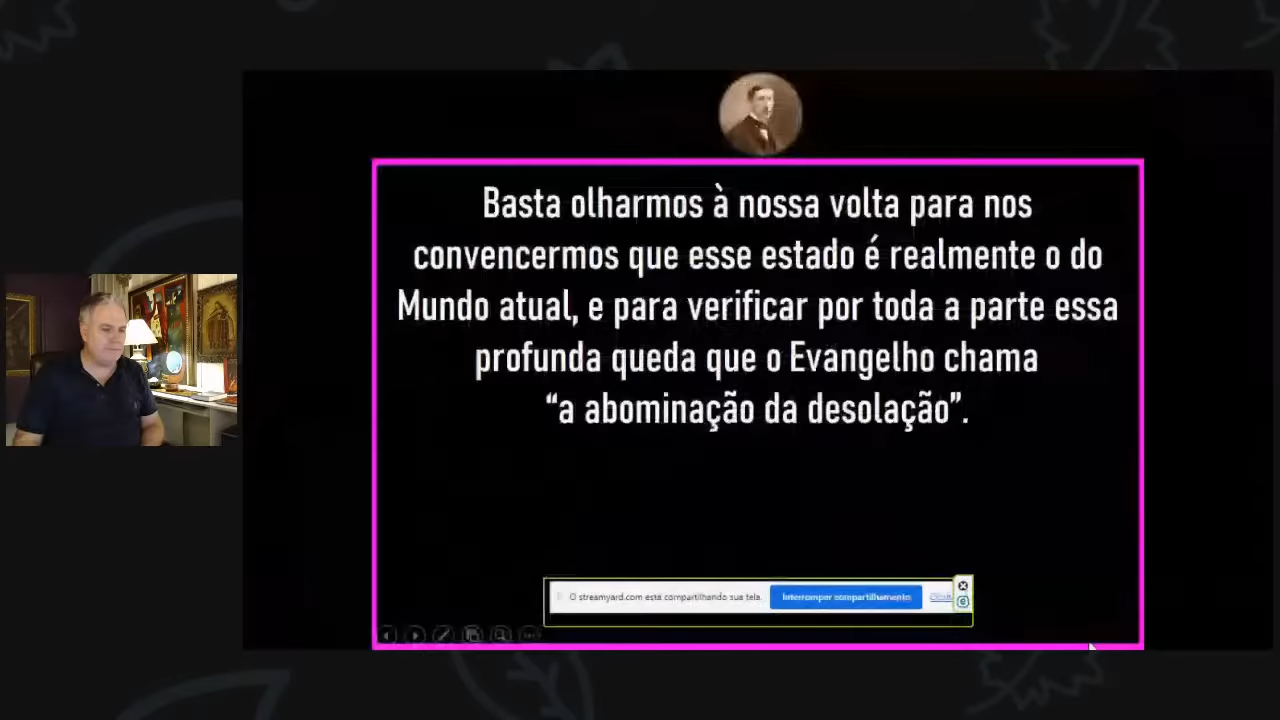 Basta olharmos à nossa volta para nos
convencermos que esse estado é realmente o do
Mundo atual, e para verificar por toda a parte essa
profunda queda que o Evangelho chama
“a abominação da desolação”.
O streamyard.com está compartilhando sua tela.
Interromper compartilhamento